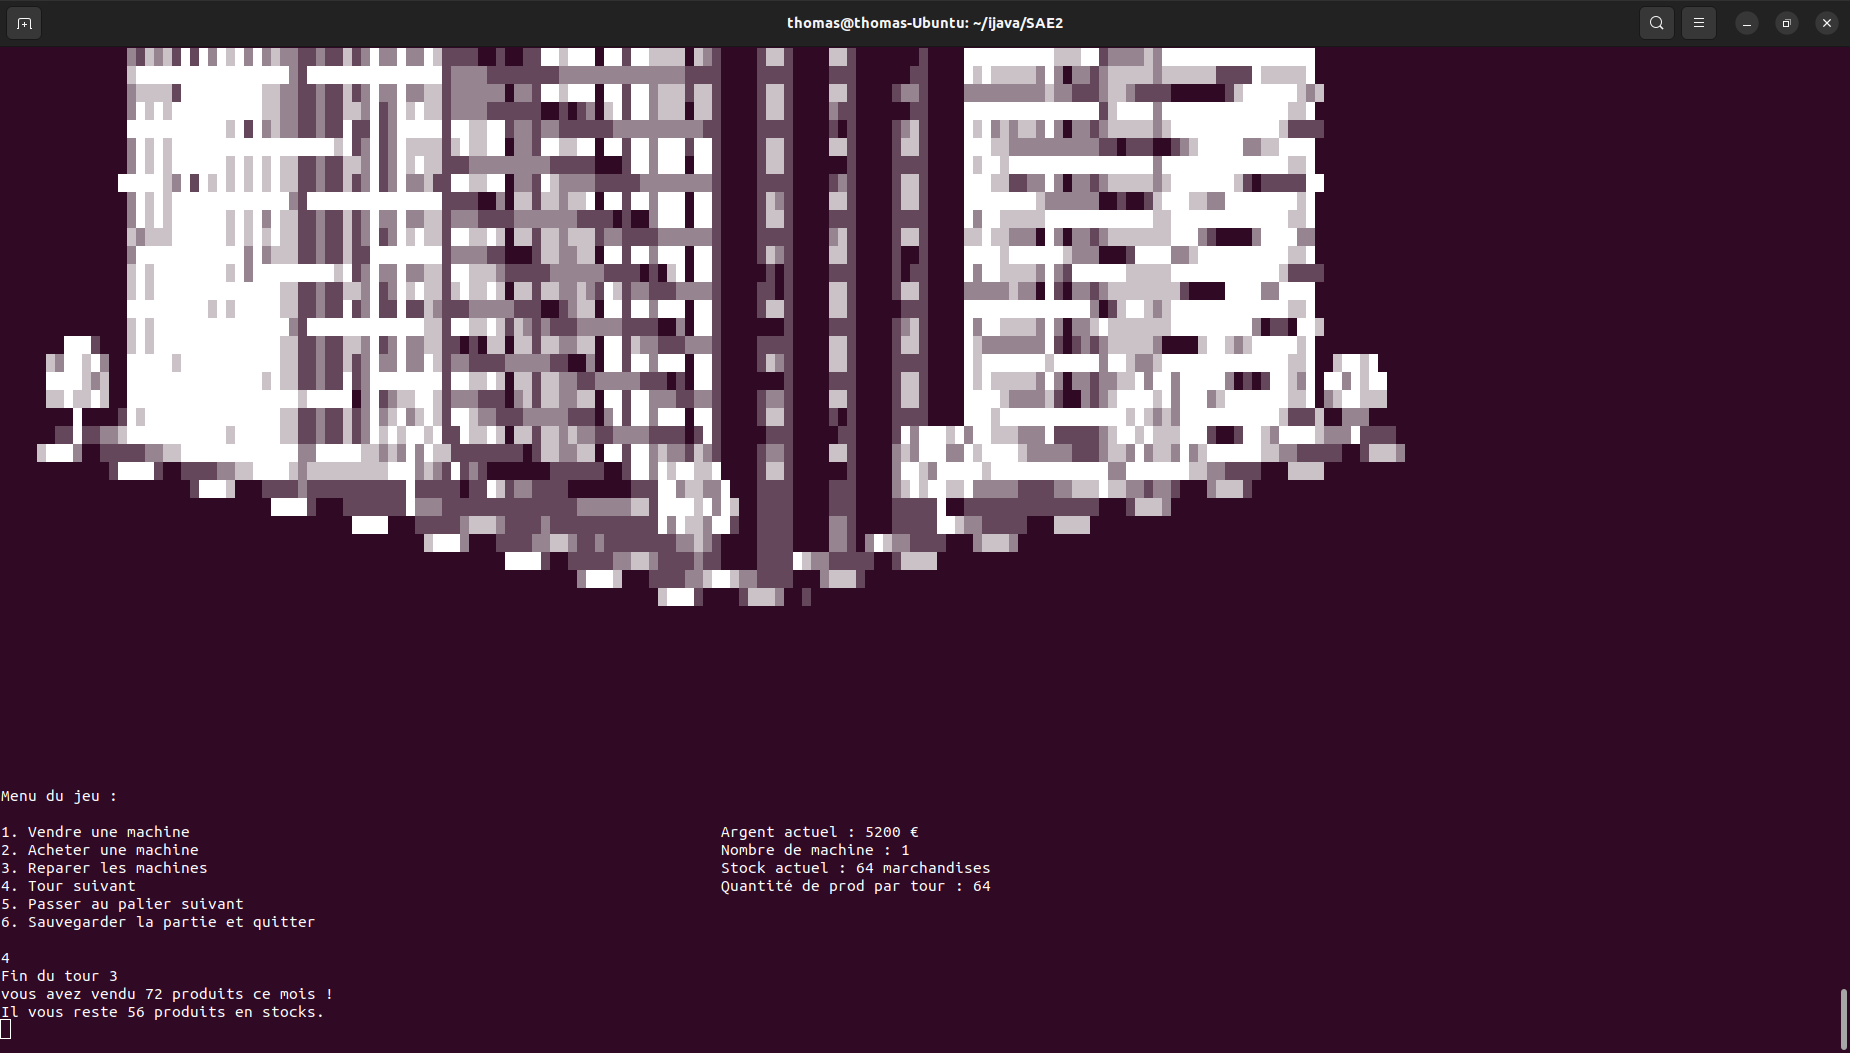 thomas@thomas-Ubuntu: ~/ijava/SAE2
Menu du jeu :
1. Vendre une machine
2. Acheter une machine
3. Reparer les machines
4. Tour suivant
5. Passer au palier suivant
6. Sauvegarder la partie et quitter
Argent actuel : 5200 €
Nombre de machine : 1
Stock actuel : 64 marchandises
Quantité de prod par tour : 64
4
Fin du tour 3
vous avez vendu 72 produits ce mois !
Il vous reste 56 produits en stocks.